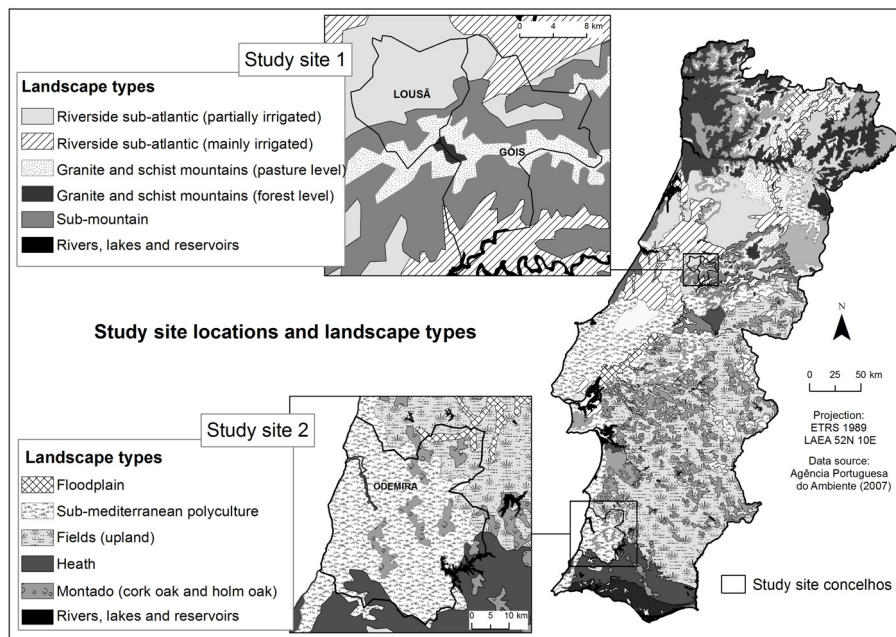 Study site 1
0 4 8 km
Landscape types
Riverside sub-atlantic (partially irrigated)
Riverside sub-atlantic (mainly irrigated)
Granite and schist mountains (pasture level)
Granite and schist mountains (forest level)
Sub-mountain
Rivers, lakes and reservoirs
LOUSÃ
GOIS
Study site locations and landscape types
N
0 25 50 km
Projection:
ETRS 1989
LAEA 52N 10E
Data source:
Agência Portuguesa
do Ambiente (2007)
Study site 2
Landscape types
Floodplain
Sub-mediterranean polyculture
Fields (upland)
Heath
Montado (cork oak and holm oak)
Rivers, lakes and reservoirs
ODEMIRA
0 5 10 km
Study site concelhos